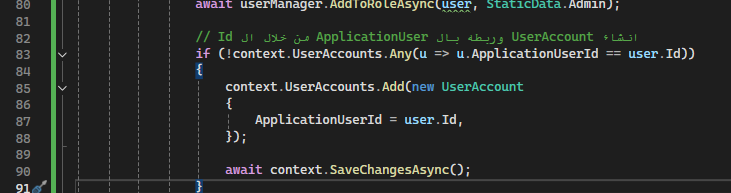 80 await userManager.AddToRoleAsync(user, StaticData.Admin);
81
82 // انشاء UserAccount وربطه بال ApplicationUser من خلال ال Id
83 if (!context.UserAccounts.Any(u => u.ApplicationUserId == user.Id))
84 {
85 context.UserAccounts.Add(new UserAccount
86 {
87 ApplicationUserId = user.Id,
88 });
89
90 await context.SaveChangesAsync();
91 }